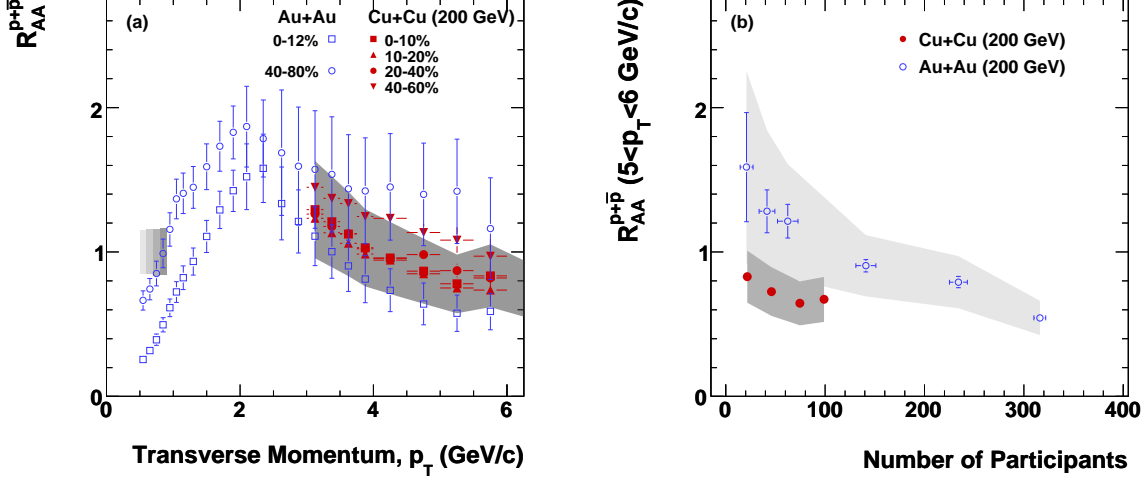 (a)
Au+Au
Cu+Cu (200 GeV)
0-12%
0-10%
10-20%
40-80%
20-40%
40-60%
R_AA^{p+p̅}
2
1
0
0
2
4
6
Transverse Momentum, p_T (GeV/c)
(b)
Cu+Cu (200 GeV)
Au+Au (200 GeV)
R_AA^{p+p̅} (5<p_T<6 GeV/c)
2
1
0
0
100
200
300
400
Number of Participants